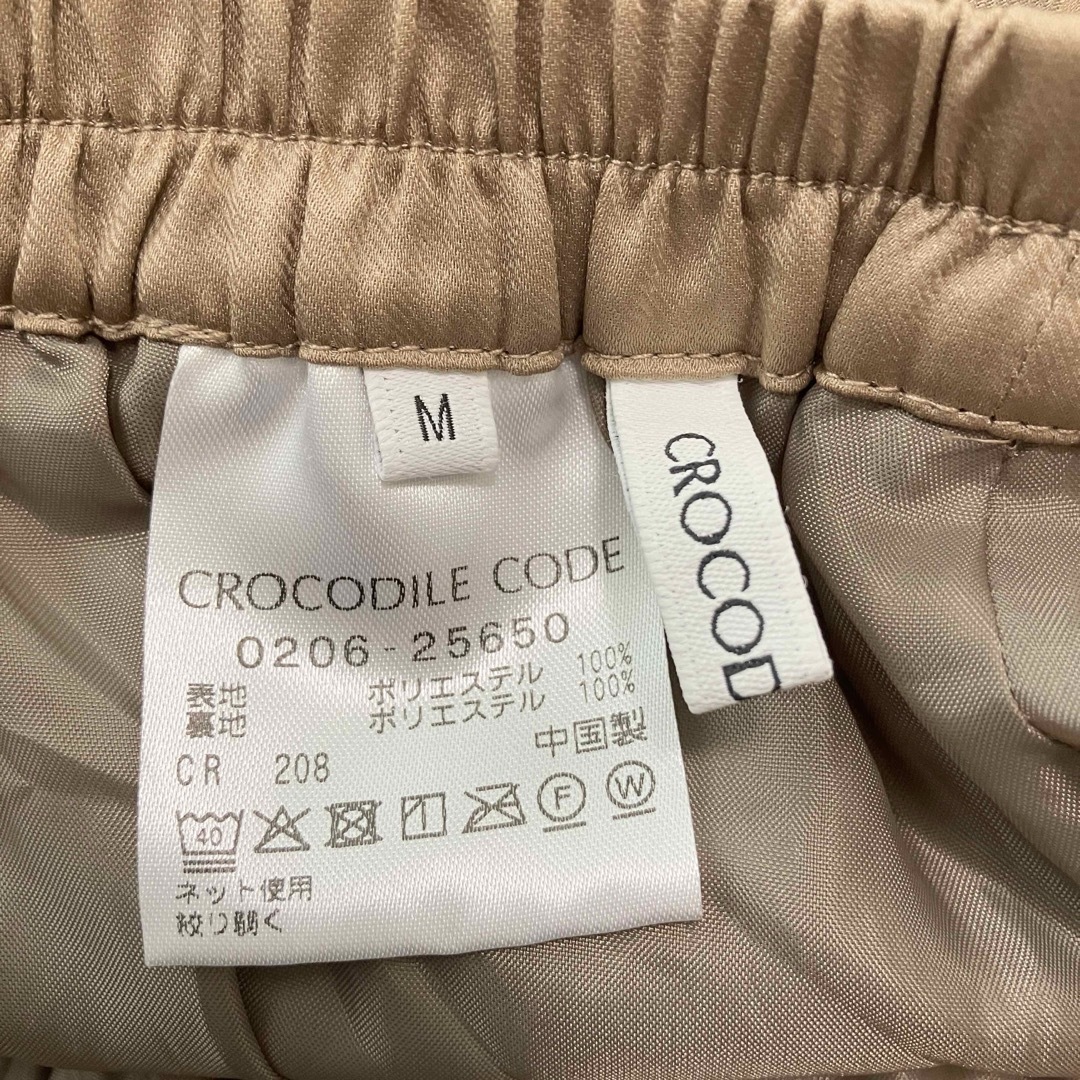 M
CROCOD
CROCODILE CODE
0206-25650
表地 ポリエステル 100%
裏地 ポリエステル 100%
中国製
CR 208
40 F W
ネット使用
絞り弱く